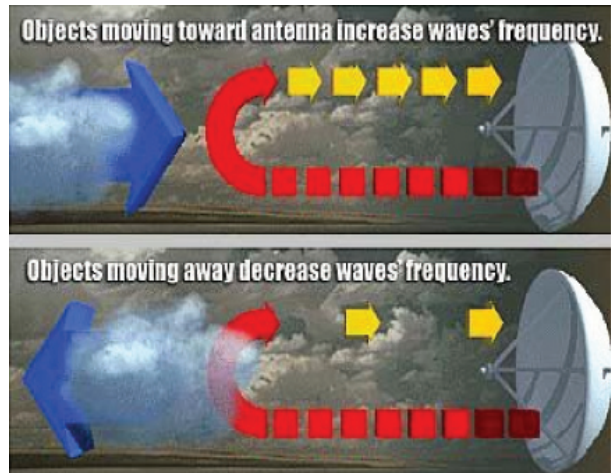 Objects moving toward antenna increase waves' frequency.
Objects moving away decrease waves' frequency.